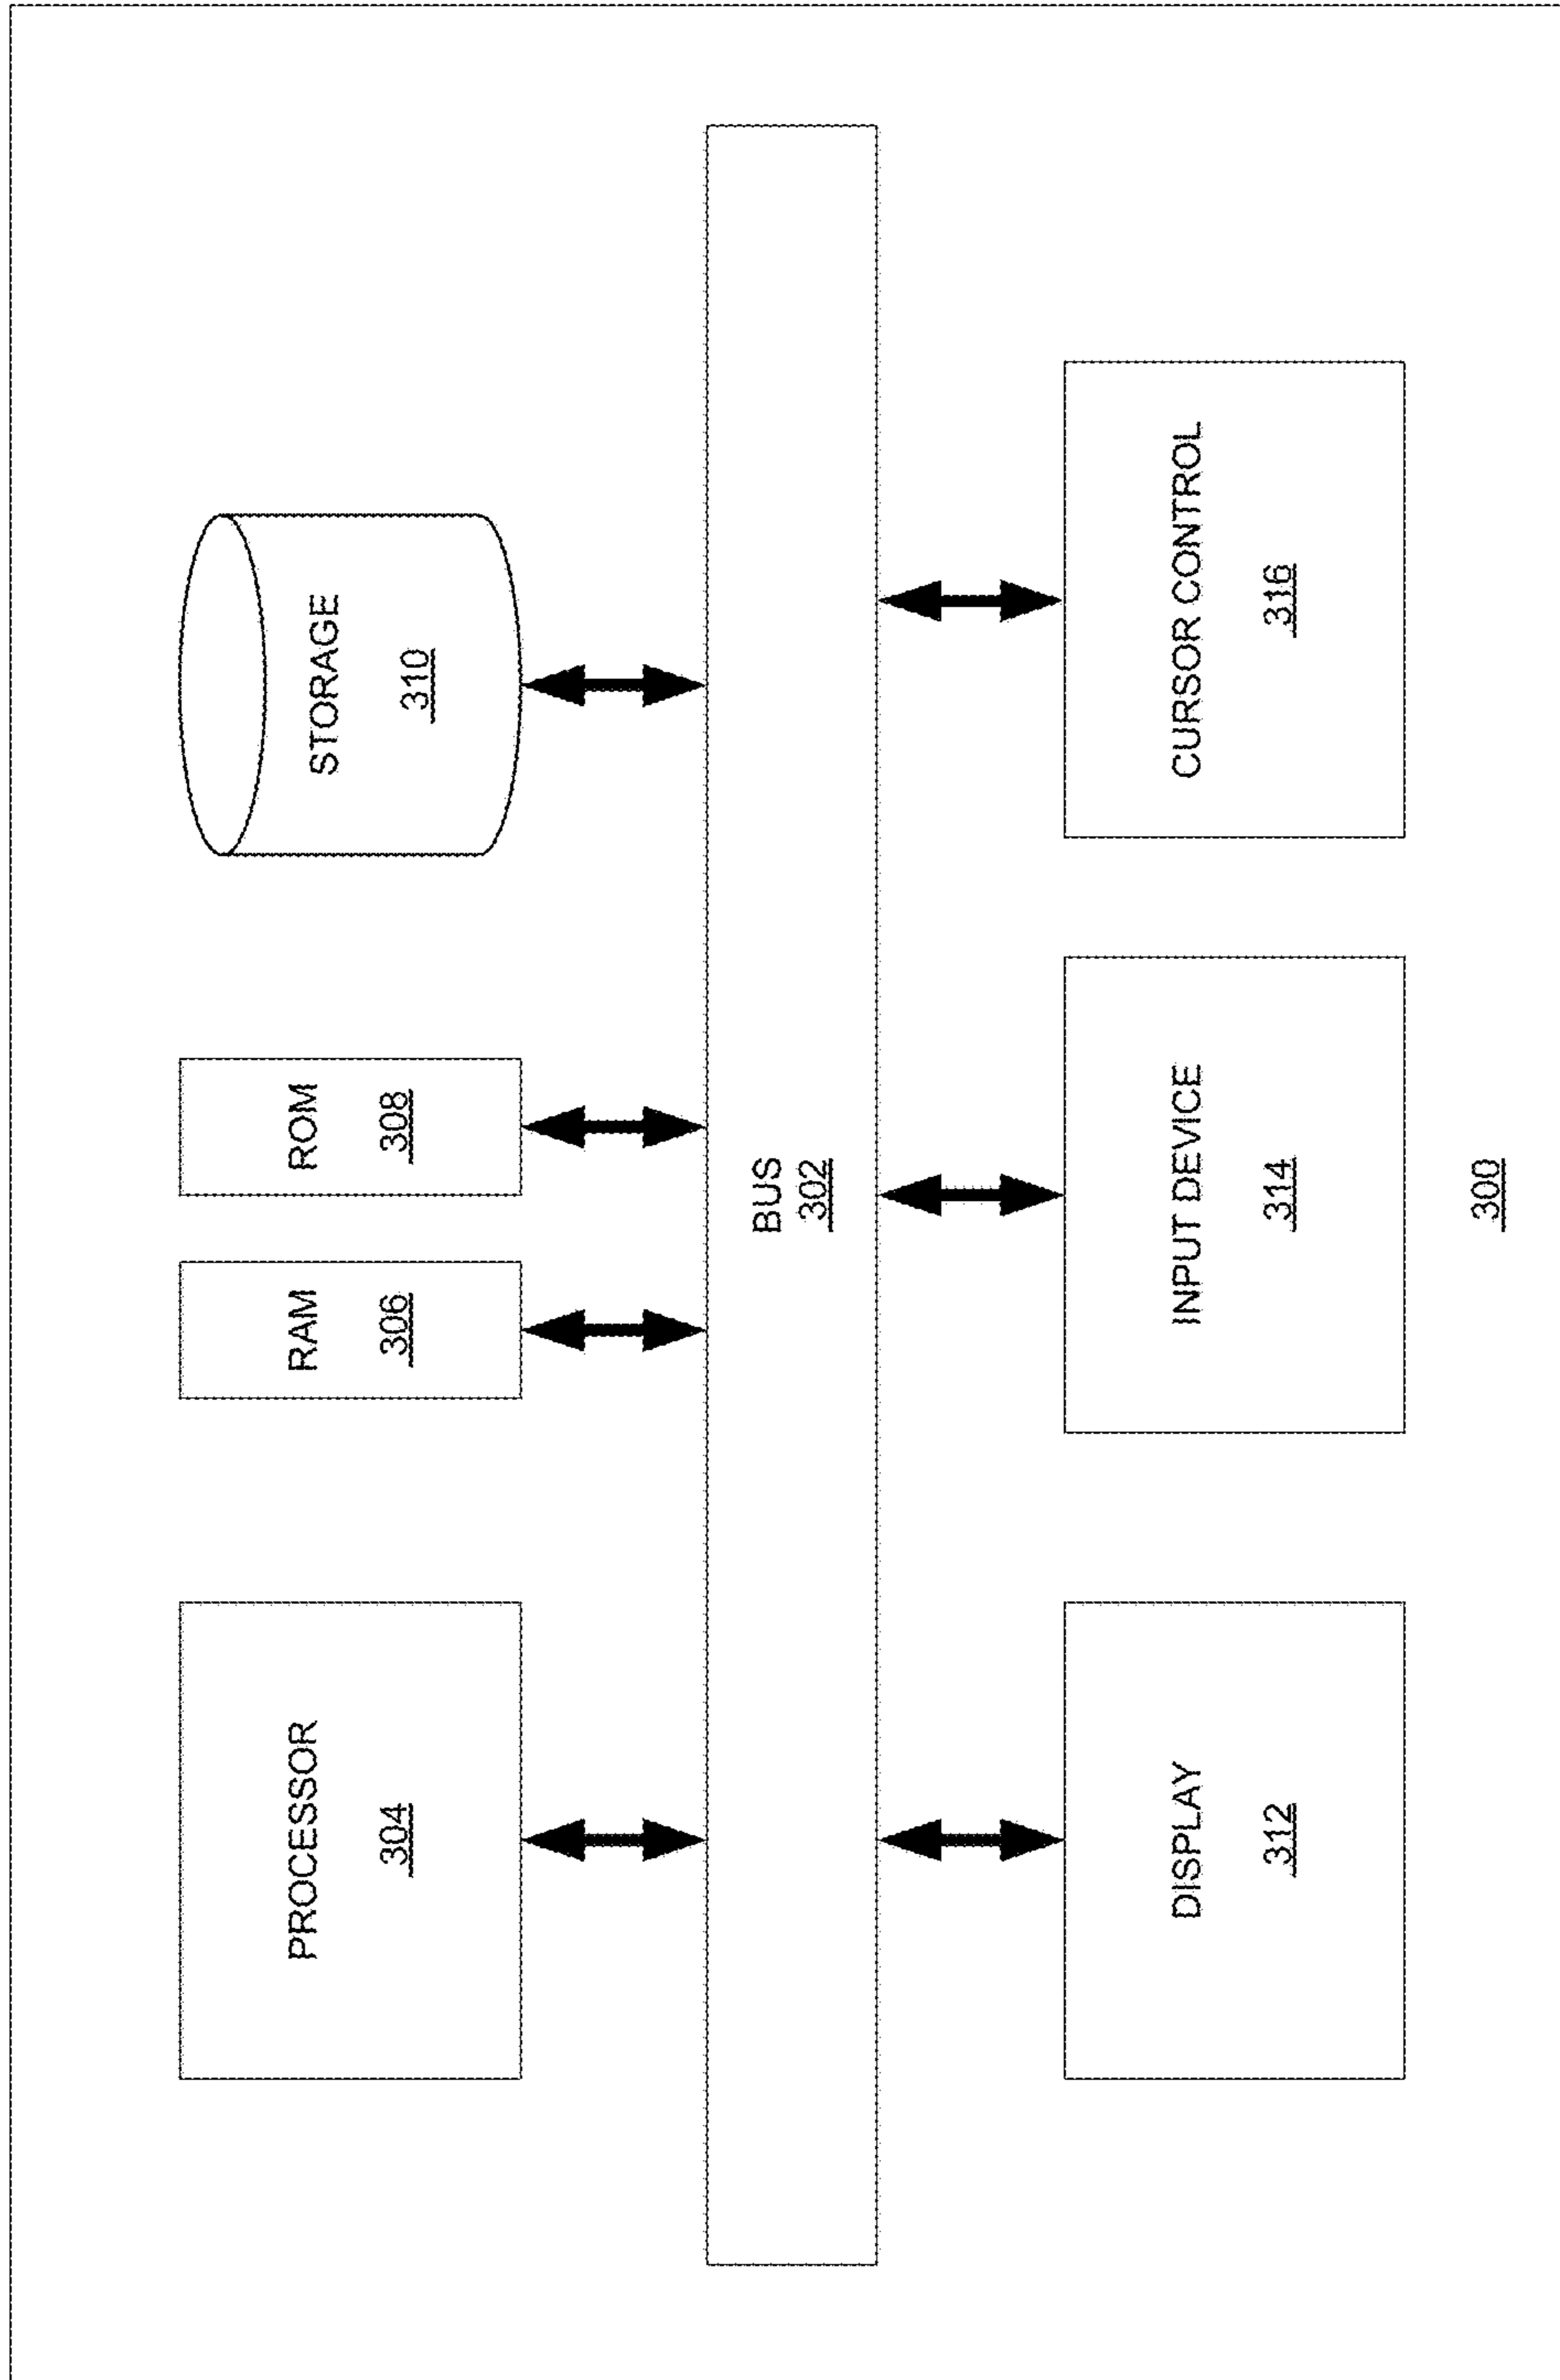 PROCESSOR
304
RAM
306
ROM
308
STORAGE
310
BUS
302
DISPLAY
312
INPUT DEVICE
314
CURSOR CONTROL
316
300